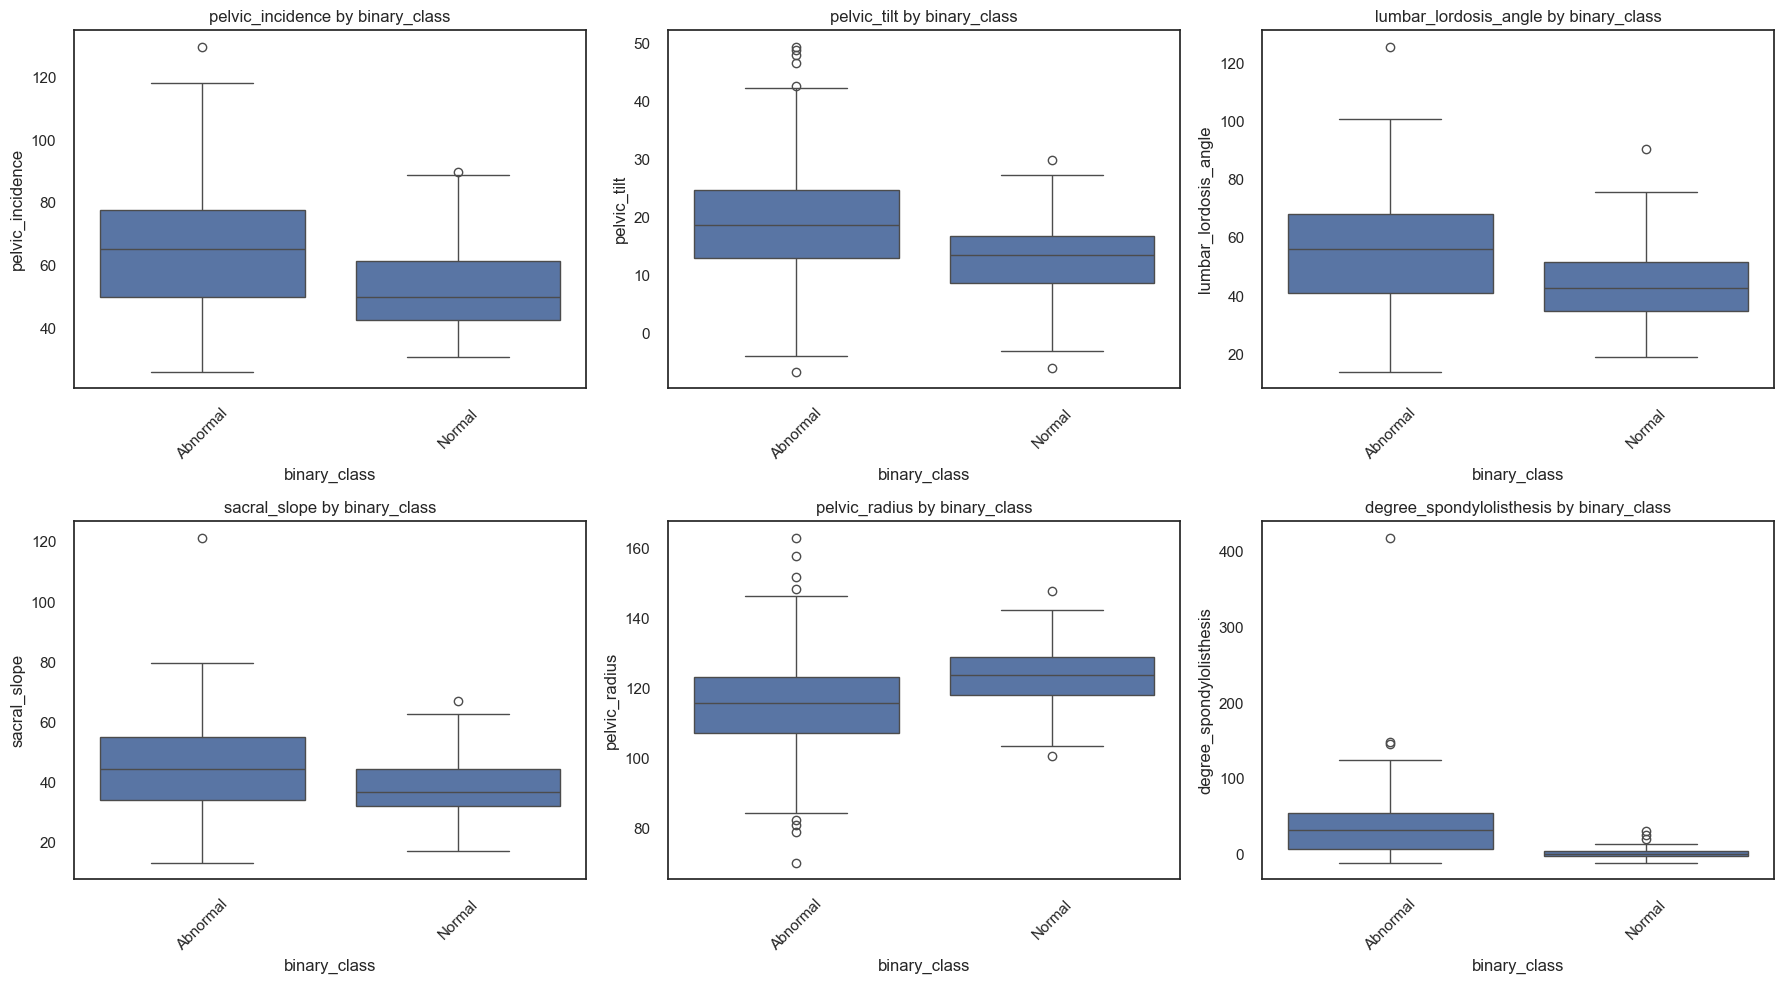 pelvic_incidence by binary_class
pelvic_incidence
120
100
80
60
40
Abnormal
Normal
binary_class
pelvic_tilt by binary_class
pelvic_tilt
50
40
30
20
10
0
Abnormal
Normal
binary_class
lumbar_lordosis_angle by binary_class
lumbar_lordosis_angle
120
100
80
60
40
20
Abnormal
Normal
binary_class
sacral_slope by binary_class
sacral_slope
120
100
80
60
40
20
Abnormal
Normal
binary_class
pelvic_radius by binary_class
pelvic_radius
160
140
120
100
80
Abnormal
Normal
binary_class
degree_spondylolisthesis by binary_class
degree_spondylolisthesis
400
300
200
100
0
Abnormal
Normal
binary_class